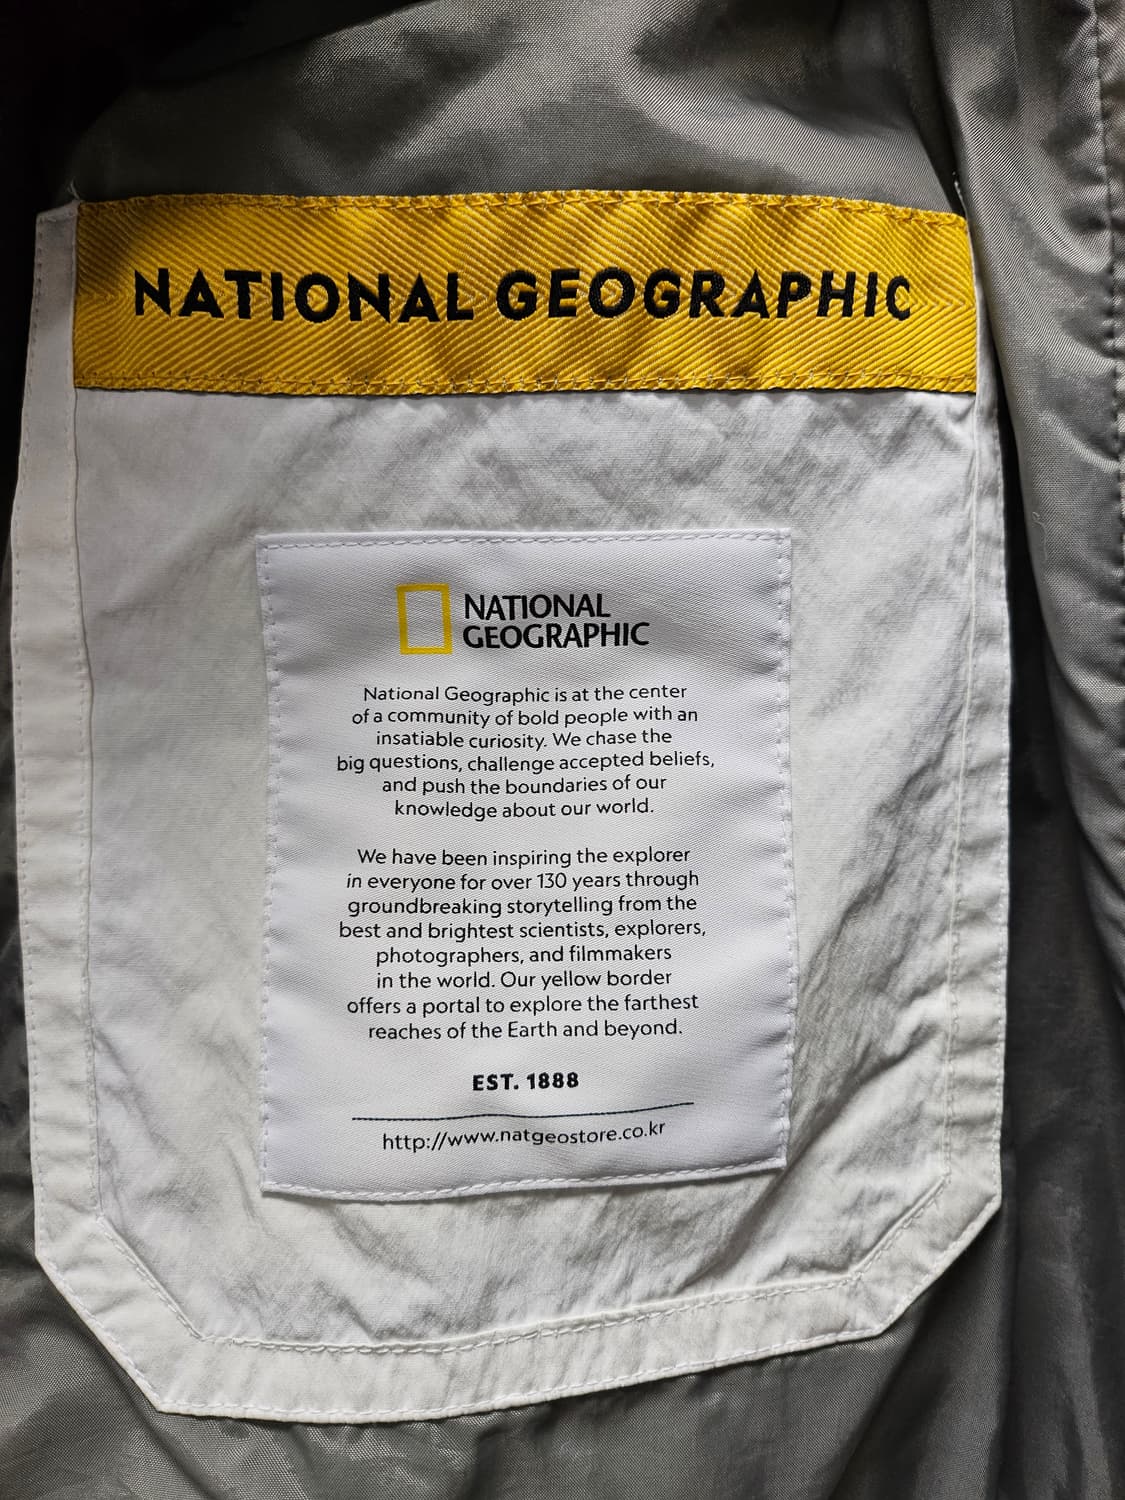 NATIONAL GEOGRAPHIC
NATIONAL
GEOGRAPHIC
National Geographic is at the center
of a community of bold people with an
insatiable curiosity. We chase the
big questions, challenge accepted beliefs,
and push the boundaries of our
knowledge about our world.
We have been inspiring the explorer
in everyone for over 130 years through
groundbreaking storytelling from the
best and brightest scientists, explorers,
photographers, and filmmakers
in the world. Our yellow border
offers a portal to explore the farthest
reaches of the Earth and beyond.
EST. 1888
http://www.natgeostore.co.kr